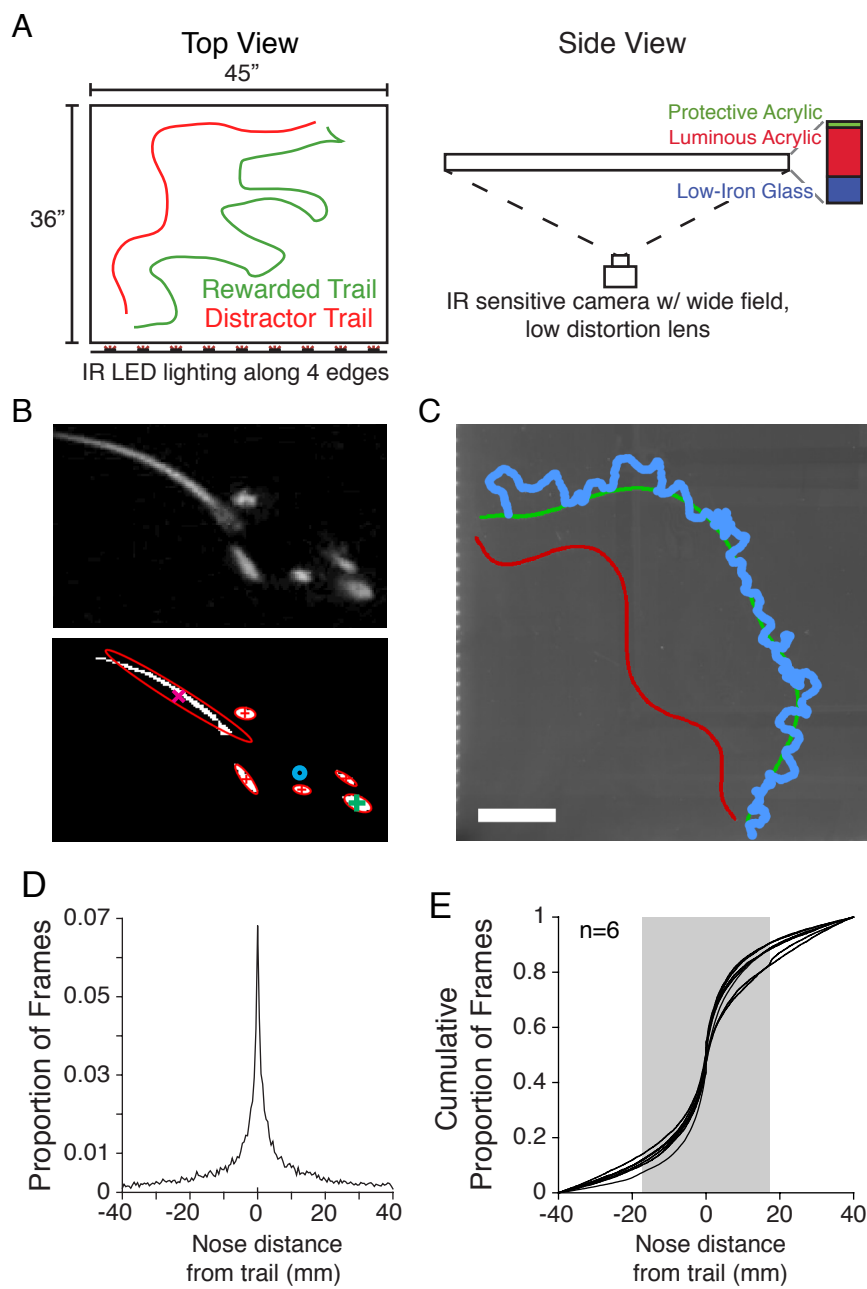 A
Top View
45”
36”
Rewarded Trail
Distractor Trail
IR LED lighting along 4 edges
Side View
Protective Acrylic
Luminous Acrylic
Low-Iron Glass
IR sensitive camera w/ wide field,
low distortion lens
B
C
D
Proportion of Frames
0.07
0.05
0.03
0.01
0
-40
-20
0
20
40
Nose distance
from trail (mm)
E
Cumulative
Proportion of Frames
n=6
1
0.8
0.6
0.4
0.2
0
-40
-20
0
20
40
Nose distance
from trail (mm)